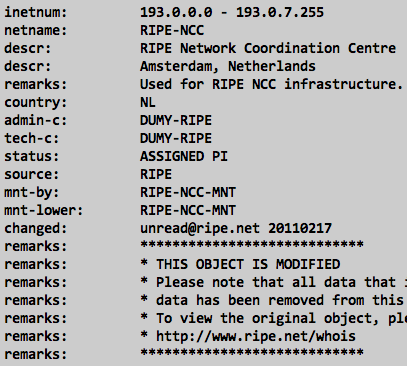 inetnum: 193.0.0.0 - 193.0.7.255
netname: RIPE-NCC
descr: RIPE Network Coordination Centre
descr: Amsterdam, Netherlands
remarks: Used for RIPE NCC infrastructure.
country: NL
admin-c: DUMY-RIPE
tech-c: DUMY-RIPE
status: ASSIGNED PI
source: RIPE
mnt-by: RIPE-NCC-MNT
mnt-lower: RIPE-NCC-MNT
changed: unread@ripe.net 20110217
remarks: ****************************
remarks: * THIS OBJECT IS MODIFIED
remarks: * Please note that all data that
remarks: * data has been removed from this
remarks: * To view the original object,
remarks: * http://www.ripe.net/whois
remarks: ****************************